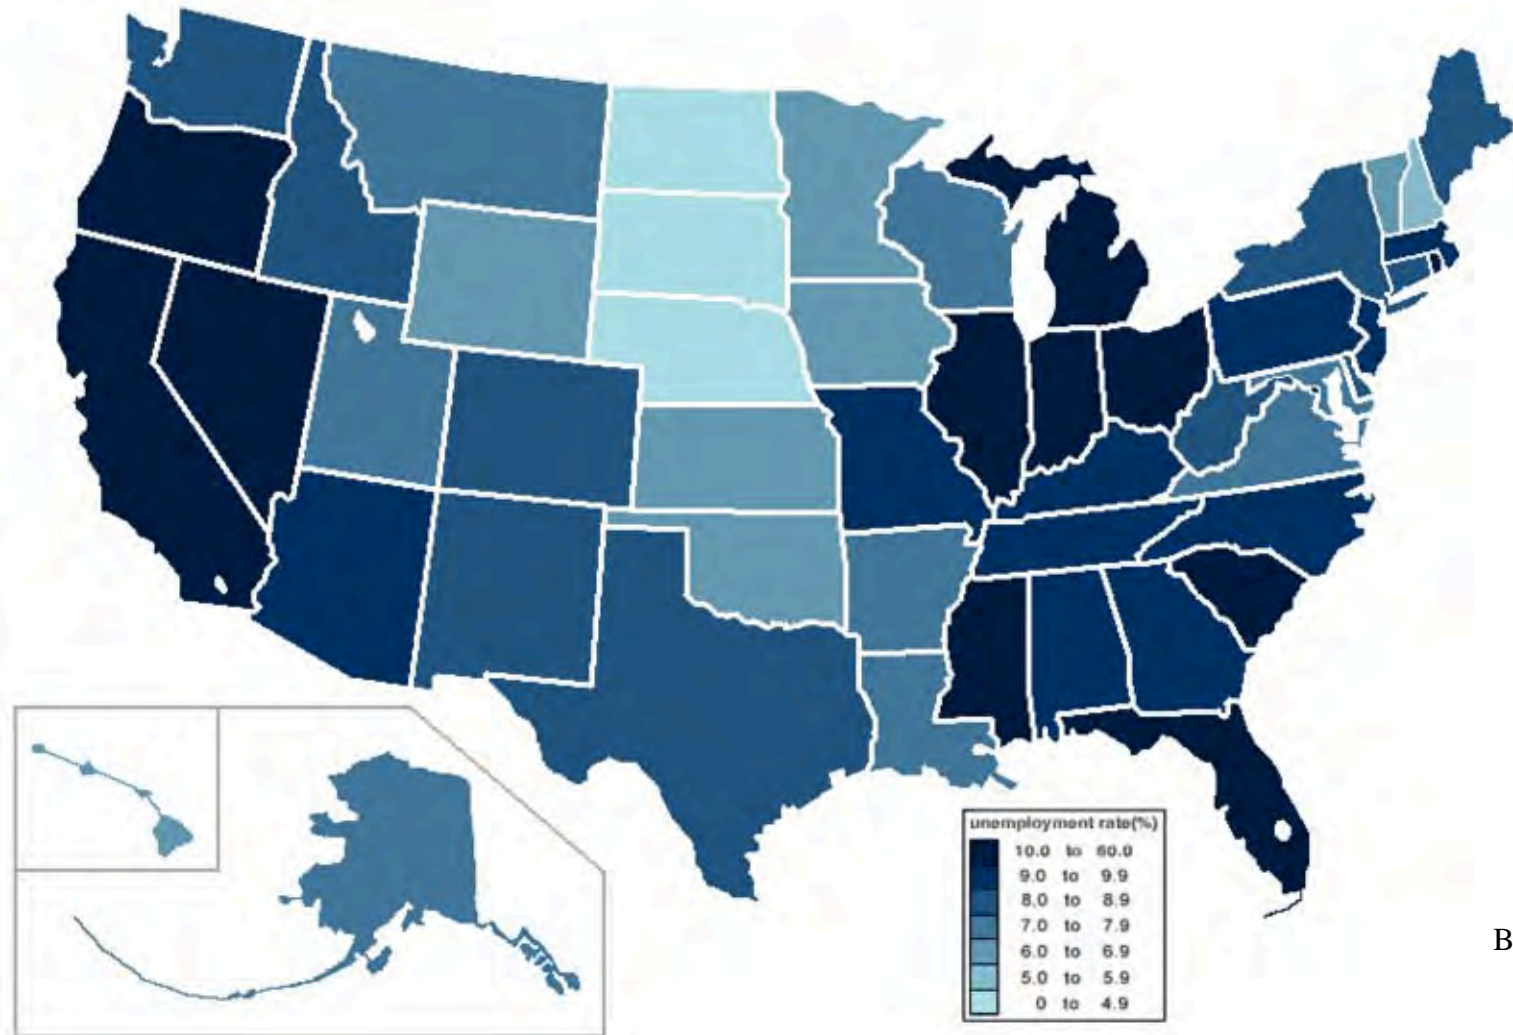 unemployment rate(%)
10.0 to 60.0
9.0 to 9.9
8.0 to 8.9
7.0 to 7.9
6.0 to 6.9
5.0 to 5.9
0 to 4.9
B